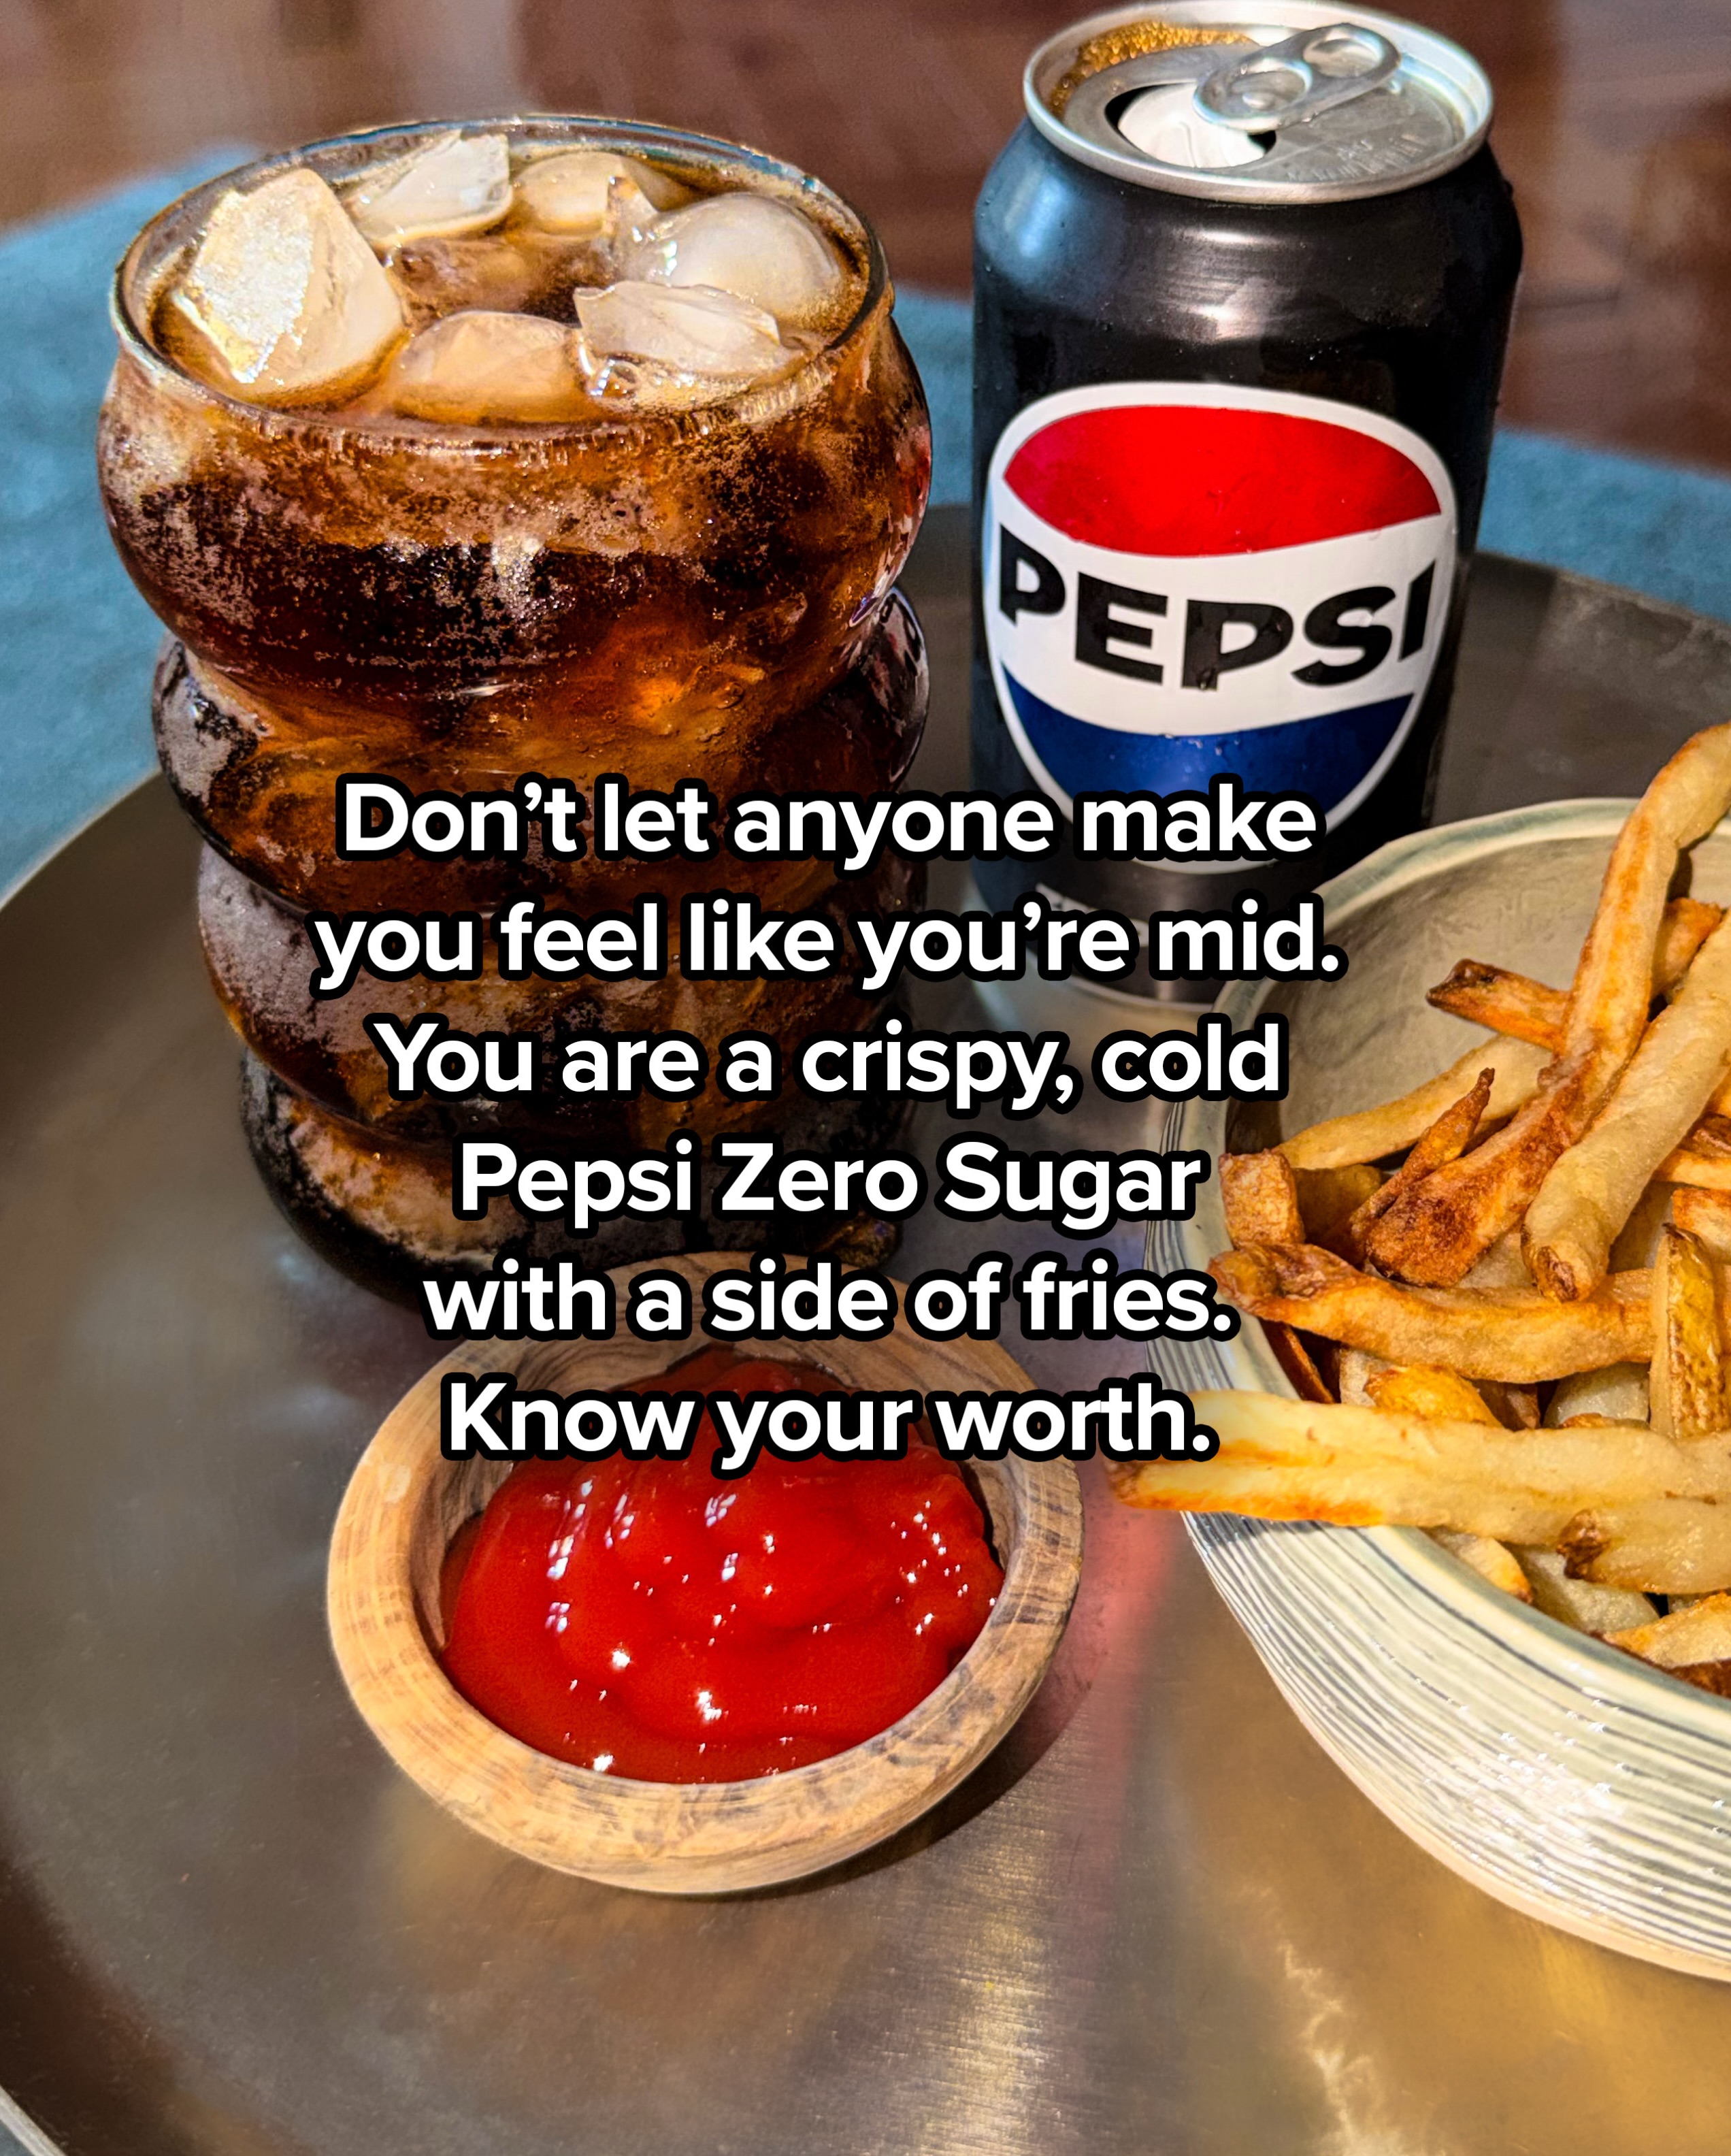 PEPSI
Don't let anyone make
you feel like you're mid.
You are a crispy, cold
Pepsi Zero Sugar
with a side of fries.
Know your worth.